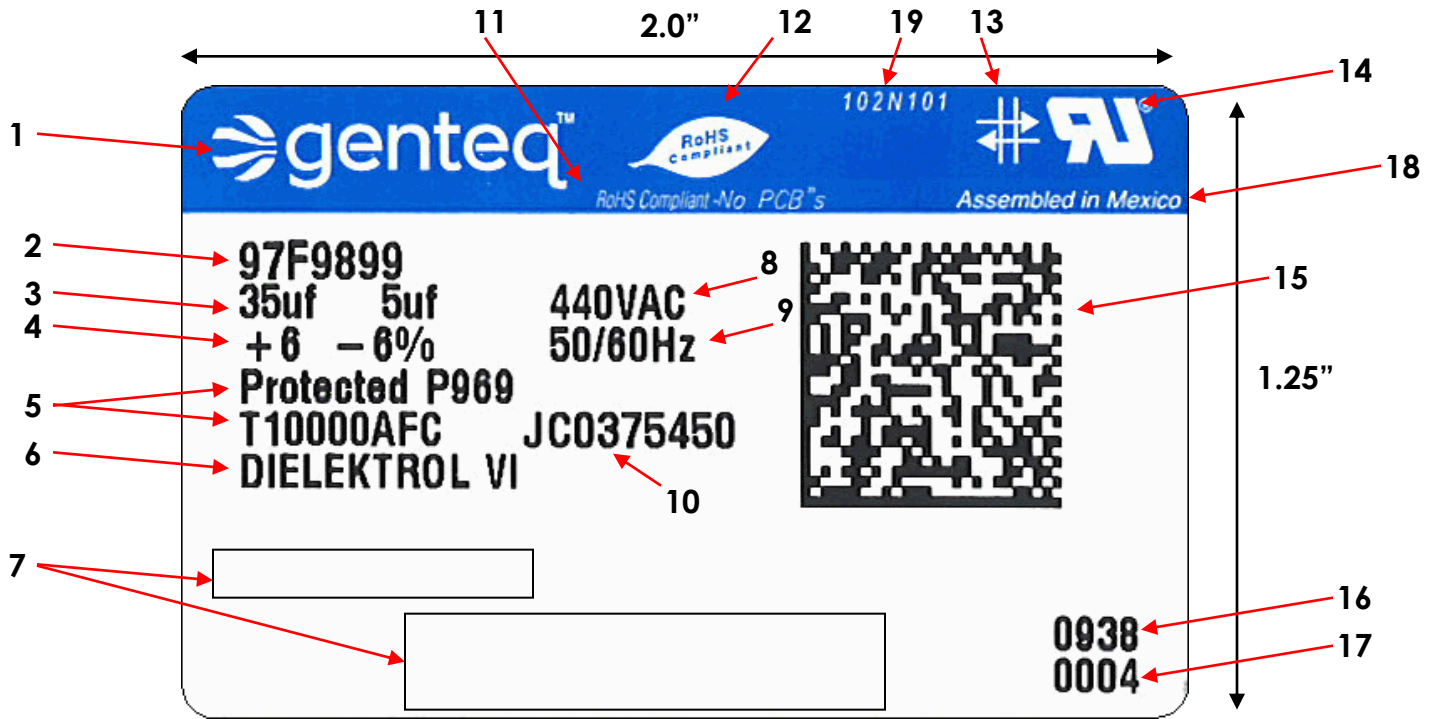 11 2.0” 12 19 13
14
1 genteq™ RoHS Compliant 102N101 ®
18
RoHS Compliant -No PCB"s Assembled in Mexico
2 97F9899 8
3 35uf 5uf 440VAC 15
4 +6 -6% 50/60Hz 9
5 Protected P969 1.25”
T10000AFC JC0375450
6 DIELEKTROL VI
10
7
0938 16
0004 17